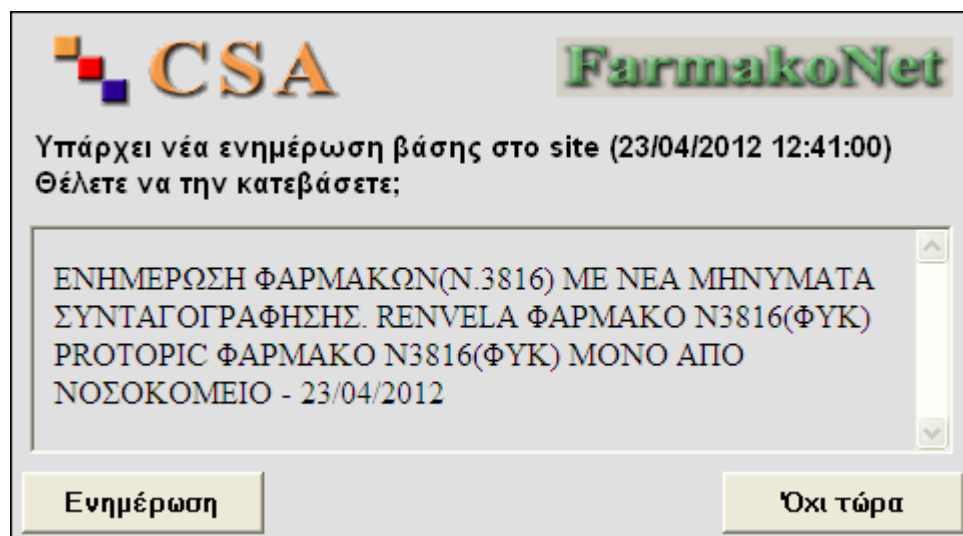 CSA
FarmakoNet
Υπάρχει νέα ενημέρωση βάσης στο site (23/04/2012 12:41:00)
Θέλετε να την κατεβάσετε;
ΕΝΗΜΕΡΩΣΗ ΦΑΡΜΑΚΩΝ(Ν.3816) ΜΕ ΝΕΑ ΜΗΝΥΜΑΤΑ
ΣΥΝΤΑΓΟΓΡΑΦΗΣΗΣ. RENVELA ΦΑΡΜΑΚΟ Ν3816(ΦΥΚ)
PROTOPIC ΦΑΡΜΑΚΟ Ν3816(ΦΥΚ) ΜΟΝΟ ΑΠΟ
ΝΟΣΟΚΟΜΕΙΟ - 23/04/2012
Ενημέρωση
Όχι τώρα